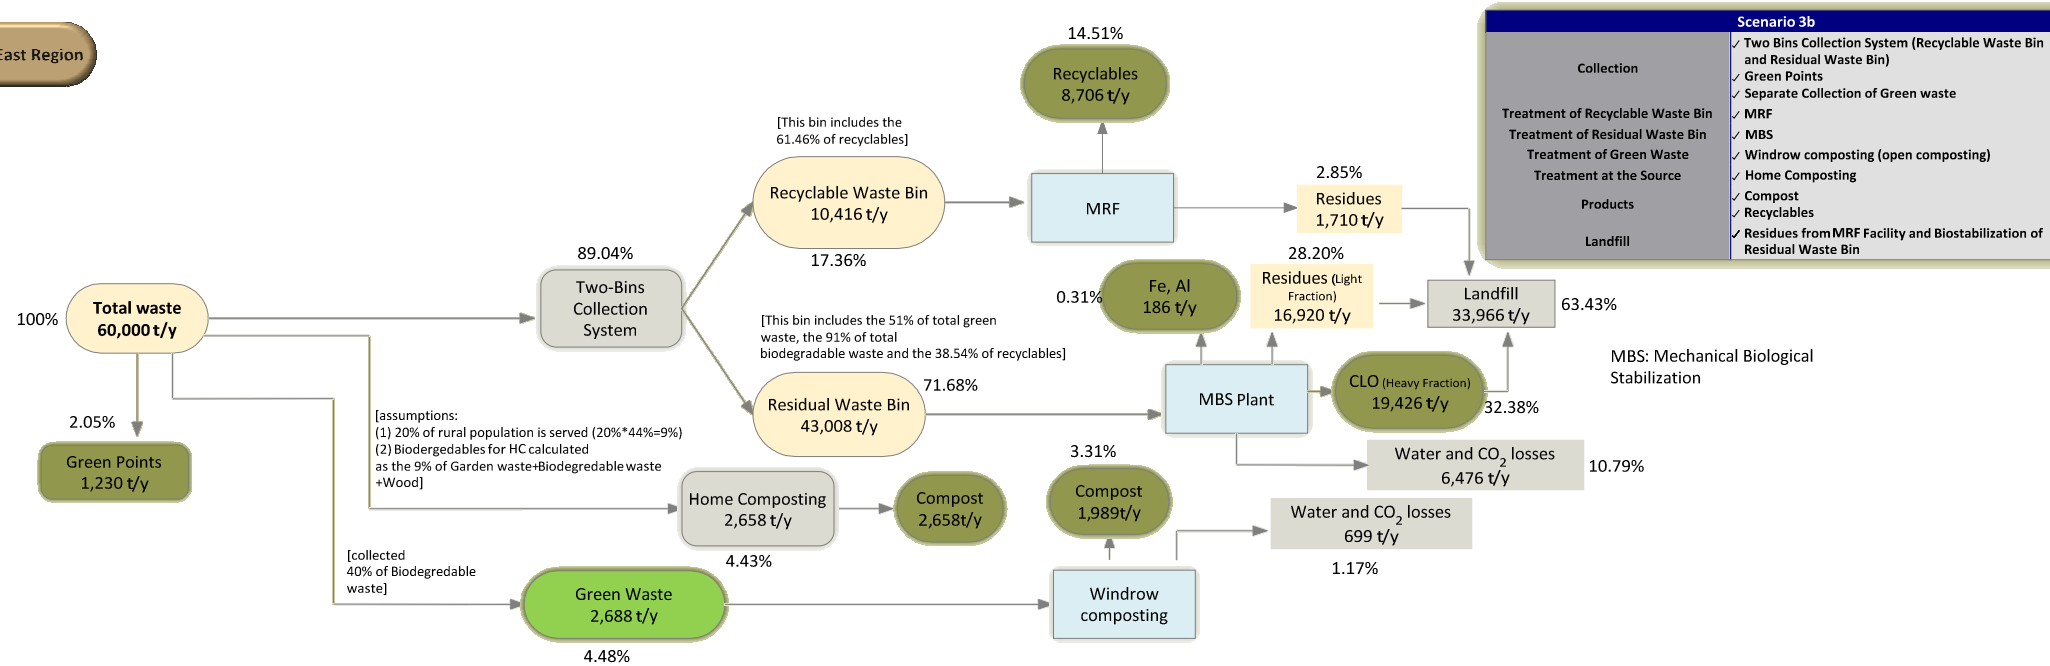 East Region
Scenario 3b
Collection
✓ Two Bins Collection System (Recyclable Waste Bin
and Residual Waste Bin)
✓ Green Points
✓ Separate Collection of Green waste
Treatment of Recyclable Waste Bin
✓ MRF
Treatment of Residual Waste Bin
✓ MBS
Treatment of Green Waste
✓ Windrow composting (open composting)
Treatment at the Source
✓ Home Composting
Products
✓ Compost
✓ Recyclables
Landfill
✓ Residues from MRF Facility and Biostabilization of
Residual Waste Bin
14.51%
Recyclables
8,706 t/y
[This bin includes the
61.46% of recyclables]
Recyclable Waste Bin
10,416 t/y
17.36%
MRF
2.85%
Residues
1,710 t/y
89.04%
Two-Bins
Collection
System
100%
Total waste
60,000 t/y
0.31%
Fe, Al
186 t/y
28.20%
Residues (Light
Fraction)
16,920 t/y
Landfill
33,966 t/y
63.43%
[This bin includes the 51% of total green
waste, the 91% of total
biodegradable waste and the 38.54% of recyclables]
71.68%
Residual Waste Bin
43,008 t/y
MBS Plant
CLO (Heavy Fraction)
19,426 t/y
32.38%
MBS: Mechanical Biological
Stabilization
Water and CO2 losses
6,476 t/y
10.79%
2.05%
Green Points
1,230 t/y
[assumptions:
(1) 20% of rural population is served (20%*44%=9%)
(2) Biodergedables for HC calculated
as the 9% of Garden waste+Biodegredable waste
+Wood]
Home Composting
2,658 t/y
4.43%
Compost
2,658t/y
3.31%
Compost
1,989t/y
Water and CO2 losses
699 t/y
1.17%
[collected
40% of Biodegredable
waste]
Green Waste
2,688 t/y
4.48%
Windrow
composting